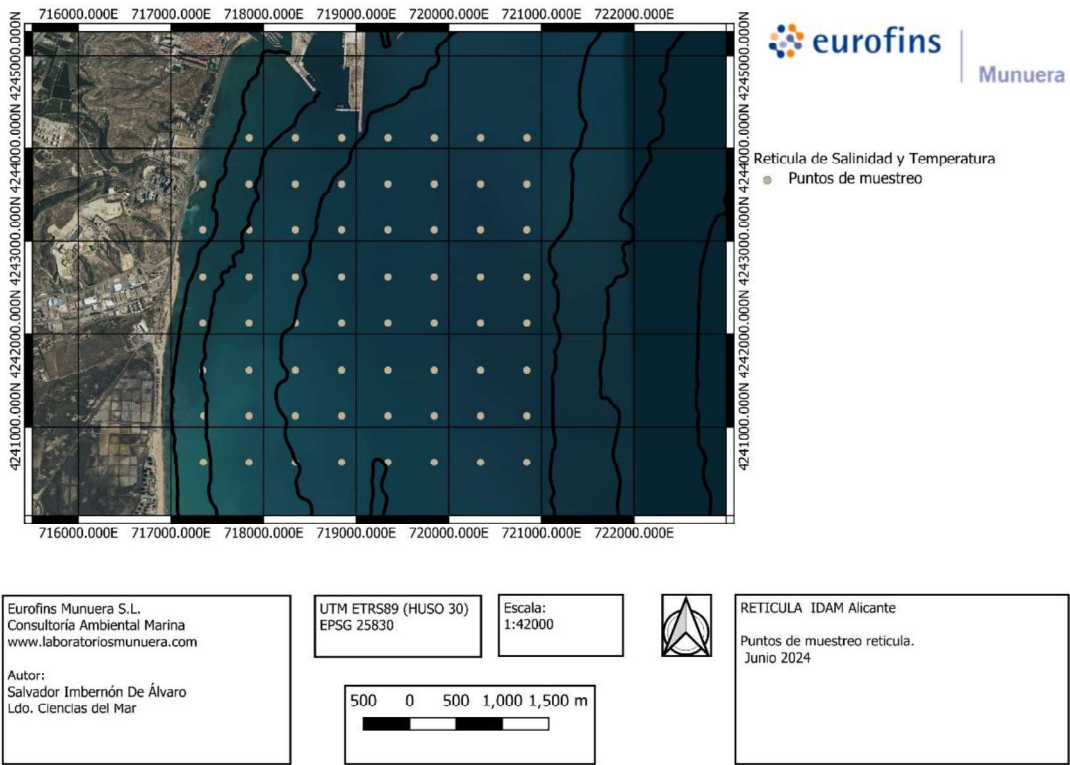 716000.000E 717000.000E 718000.000E 719000.000E 720000.000E 721000.000E 722000.000E
4245000.000N
4244000.000N
4243000.000N
4242000.000N
4241000.000N
4245000.000N
4244000.000N
4243000.000N
4242000.000N
4241000.000N
716000.000E 717000.000E 718000.000E 719000.000E 720000.000E 721000.000E 722000.000E
eurofins
Munuera
Reticula de Salinidad y Temperatura
Puntos de muestreo
Eurofins Munuera S.L.
Consultoría Ambiental Marina
www.laboratoriosmunuera.com
Autor:
Salvador Imbernón De Álvaro
Ldo. Ciencias del Mar
UTM ETRS89 (HUSO 30)
EPSG 25830
Escala:
1:42000
500 0 500 1,000 1,500 m
RETICULA IDAM Alicante
Puntos de muestreo reticula.
Junio 2024